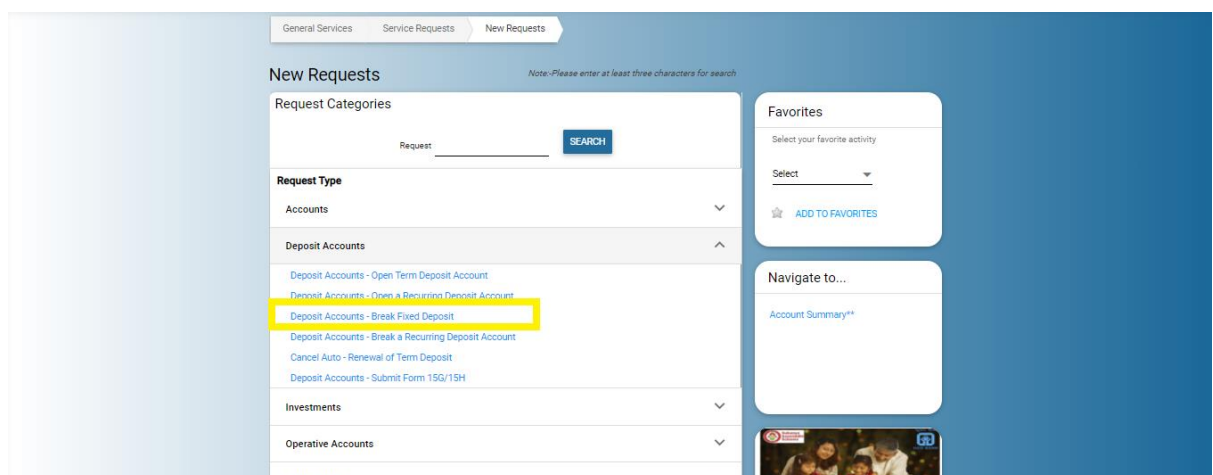 General Services Service Requests New Requests
New Requests
Note:-Please enter at least three characters for search
Request Categories
Request
SEARCH
Request Type
Accounts
Deposit Accounts
Deposit Accounts - Open Term Deposit Account
Deposit Accounts - Open a Recurring Deposit Account
Deposit Accounts - Break Fixed Deposit
Deposit Accounts - Break a Recurring Deposit Account
Cancel Auto - Renewal of Term Deposit
Deposit Accounts - Submit Form 15G/15H
Investments
Operative Accounts
Favorites
Select your favorite activity
Select
ADD TO FAVORITES
Navigate to...
Account Summary**